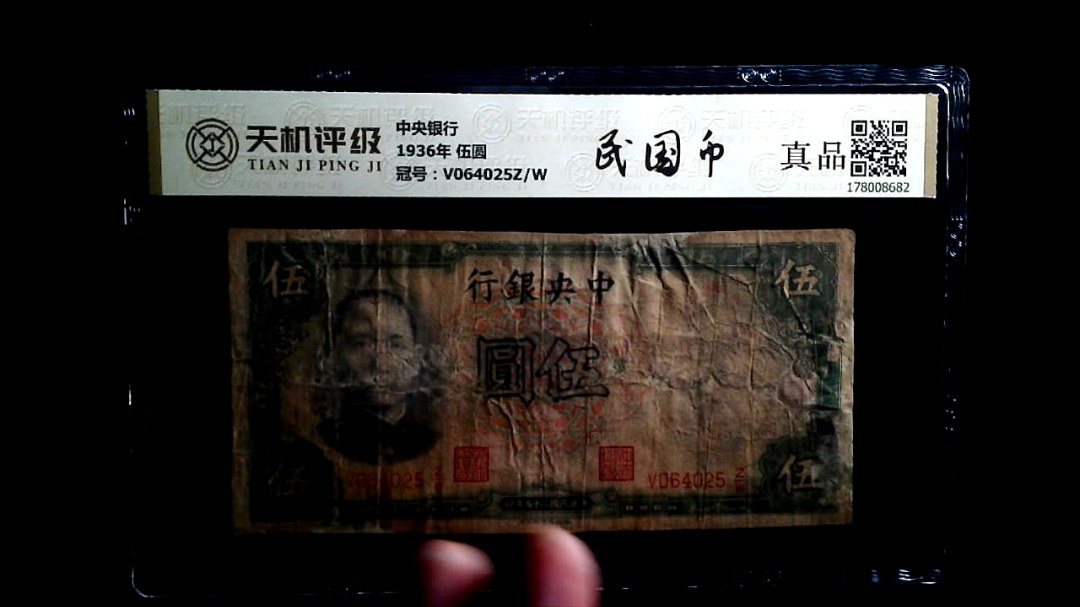 天机评级
TIAN JI PING JI
中央银行
1936年 伍圆
冠号：V064025Z/W
民国币
真品
178008682
伍
行銀央中
伍
圓伍
伍
V064025
伍